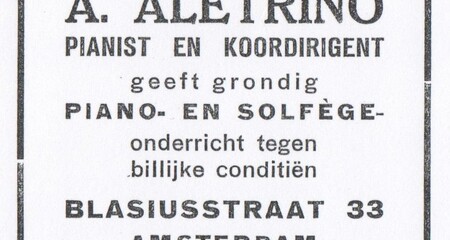 A. ALETRINO
PIANIST EN KOORDIRIGENT
geeft grondig
PIANO- EN SOLFÈGE-
onderricht tegen
billijke conditiën
BLASIUSSTRAAT 33
AMSTERDAM